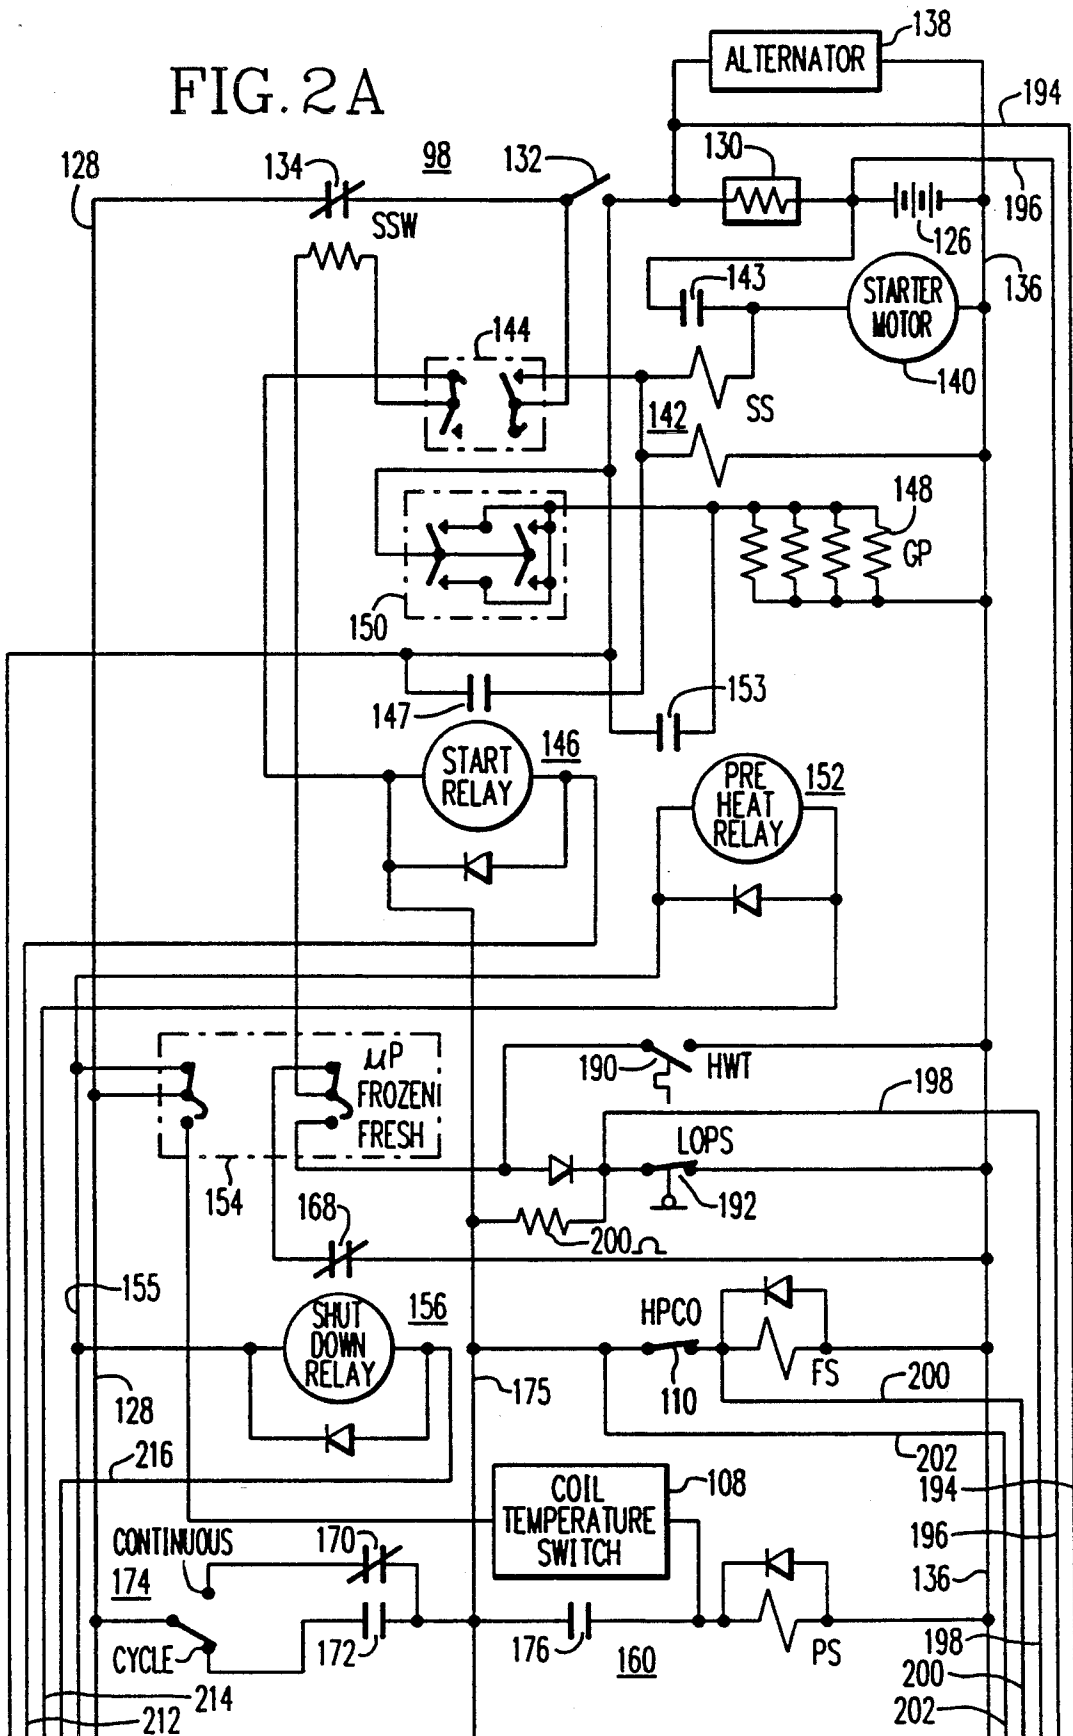 FIG. 2A
ALTERNATOR
138
194
128
134
98
132
130
SSW
196
126
136
143
STARTER
MOTOR
140
144
SS
142
148
GP
150
147
153
START
RELAY
146
PRE
HEAT
RELAY
152
µP
FROZEN
FRESH
154
190
HWT
198
LOPS
192
168
200Ω
155
SHUT
DOWN
RELAY
156
HPCO
110
FS
200
175
128
216
202
194
COIL
TEMPERATURE
SWITCH
108
CONTINUOUS
174
170
196
136
CYCLE
172
176
160
PS
198
200
202
214
212